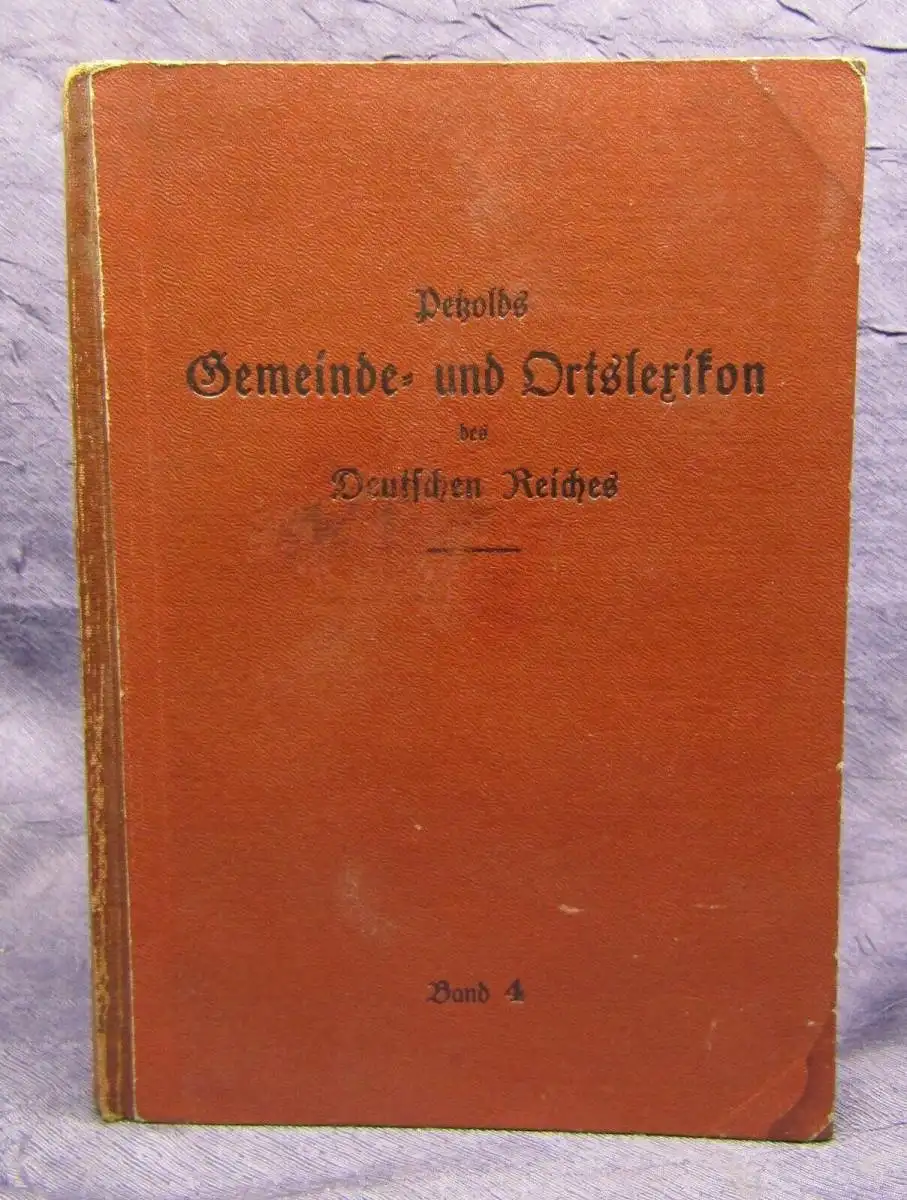 Petzolds
Gemeinde- und Ortslexikon
des
Deutschen Reiches
Band 4